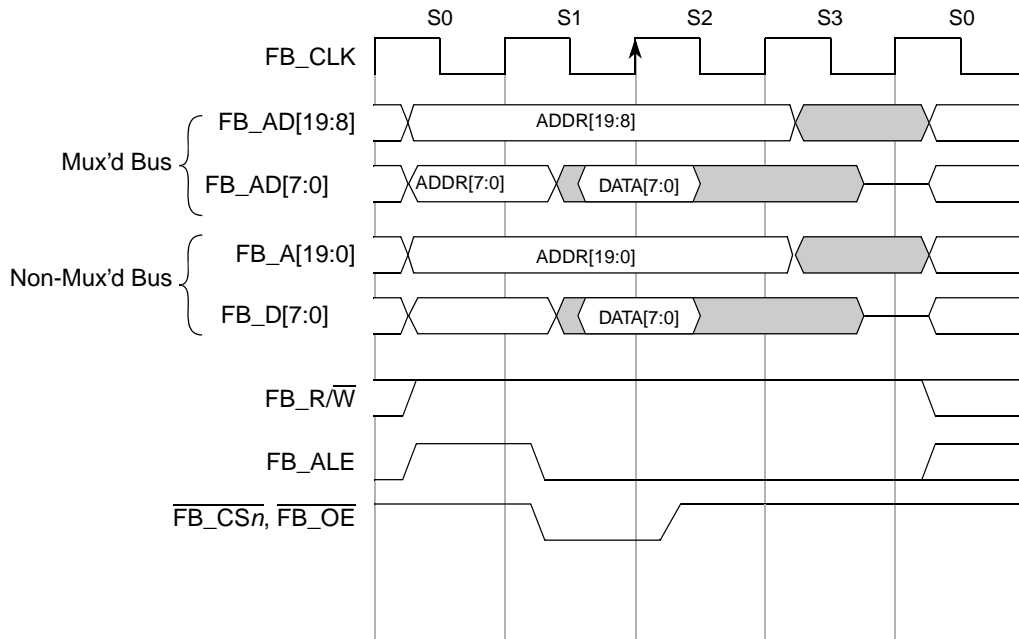 S0 S1 S2 S3 S0
FB_CLK
FB_AD[19:8] ADDR[19:8]
Mux'd Bus
FB_AD[7:0] ADDR[7:0] DATA[7:0]
FB_A[19:0] ADDR[19:0]
Non-Mux'd Bus
FB_D[7:0] DATA[7:0]
FB_R/W̅
FB_ALE
F̅B̅_̅C̅S̅n̅, F̅B̅_̅O̅E̅